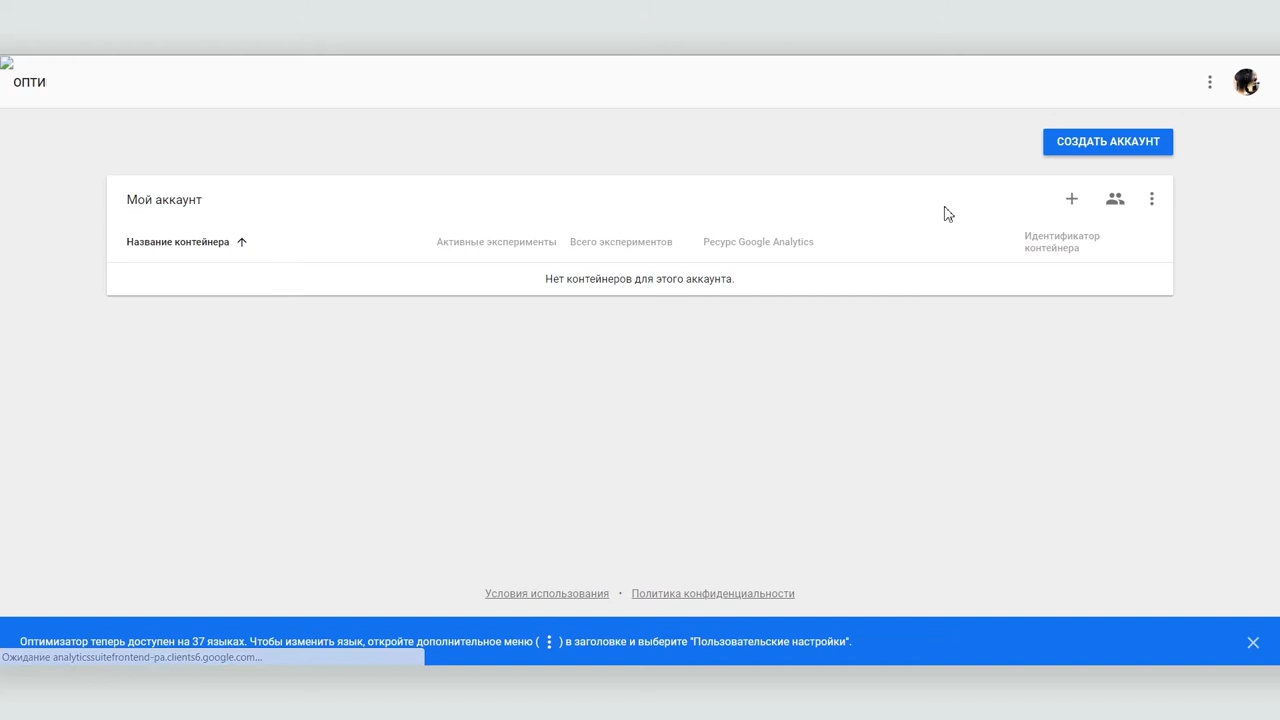 ОПТИ
СОЗДАТЬ АККАУНТ
Мой аккаунт
Название контейнера
Активные эксперименты
Всего экспериментов
Ресурс Google Analytics
Идентификатор
контейнера
Нет контейнеров для этого аккаунта.
Условия использования • Политика конфиденциальности
Оптимизатор теперь доступен на 37 языках. Чтобы изменить язык, откройте дополнительное меню ( ⋮ ) в заголовке и выберите "Пользовательские настройки".
Ожидание analyticssuitefrontend-pa.clients6.google.com...